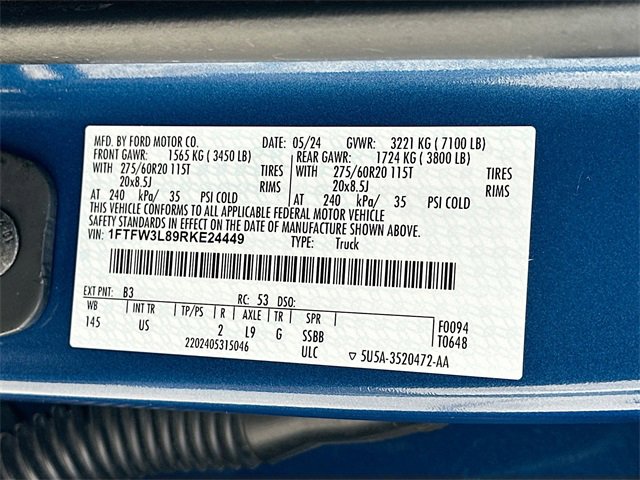 MFD. BY FORD MOTOR CO. DATE: 05/24 GVWR: 3221 KG ( 7100 LB)
FRONT GAWR: 1565 KG ( 3450 LB) REAR GAWR: 1724 KG ( 3800 LB)
WITH 275/60R20 115T TIRES WITH 275/60R20 115T TIRES
20x8.5J RIMS 20x8.5J RIMS
AT 240 kPa/ 35 PSI COLD AT 240 kPa/ 35 PSI COLD
THIS VEHICLE CONFORMS TO ALL APPLICABLE FEDERAL MOTOR VEHICLE
SAFETY STANDARDS IN EFFECT ON THE DATE OF MANUFACTURE SHOWN ABOVE.
VIN: 1FTFW3L89RKE24449 TYPE: Truck
EXT PNT: B3 RC: 53 DSO:
WB INT TR TP/PS R AXLE TR SPR F0094
145 US 2 L9 G SSBB T0648
2202405315046 ULC ▽ 5U5A-3520472-AA